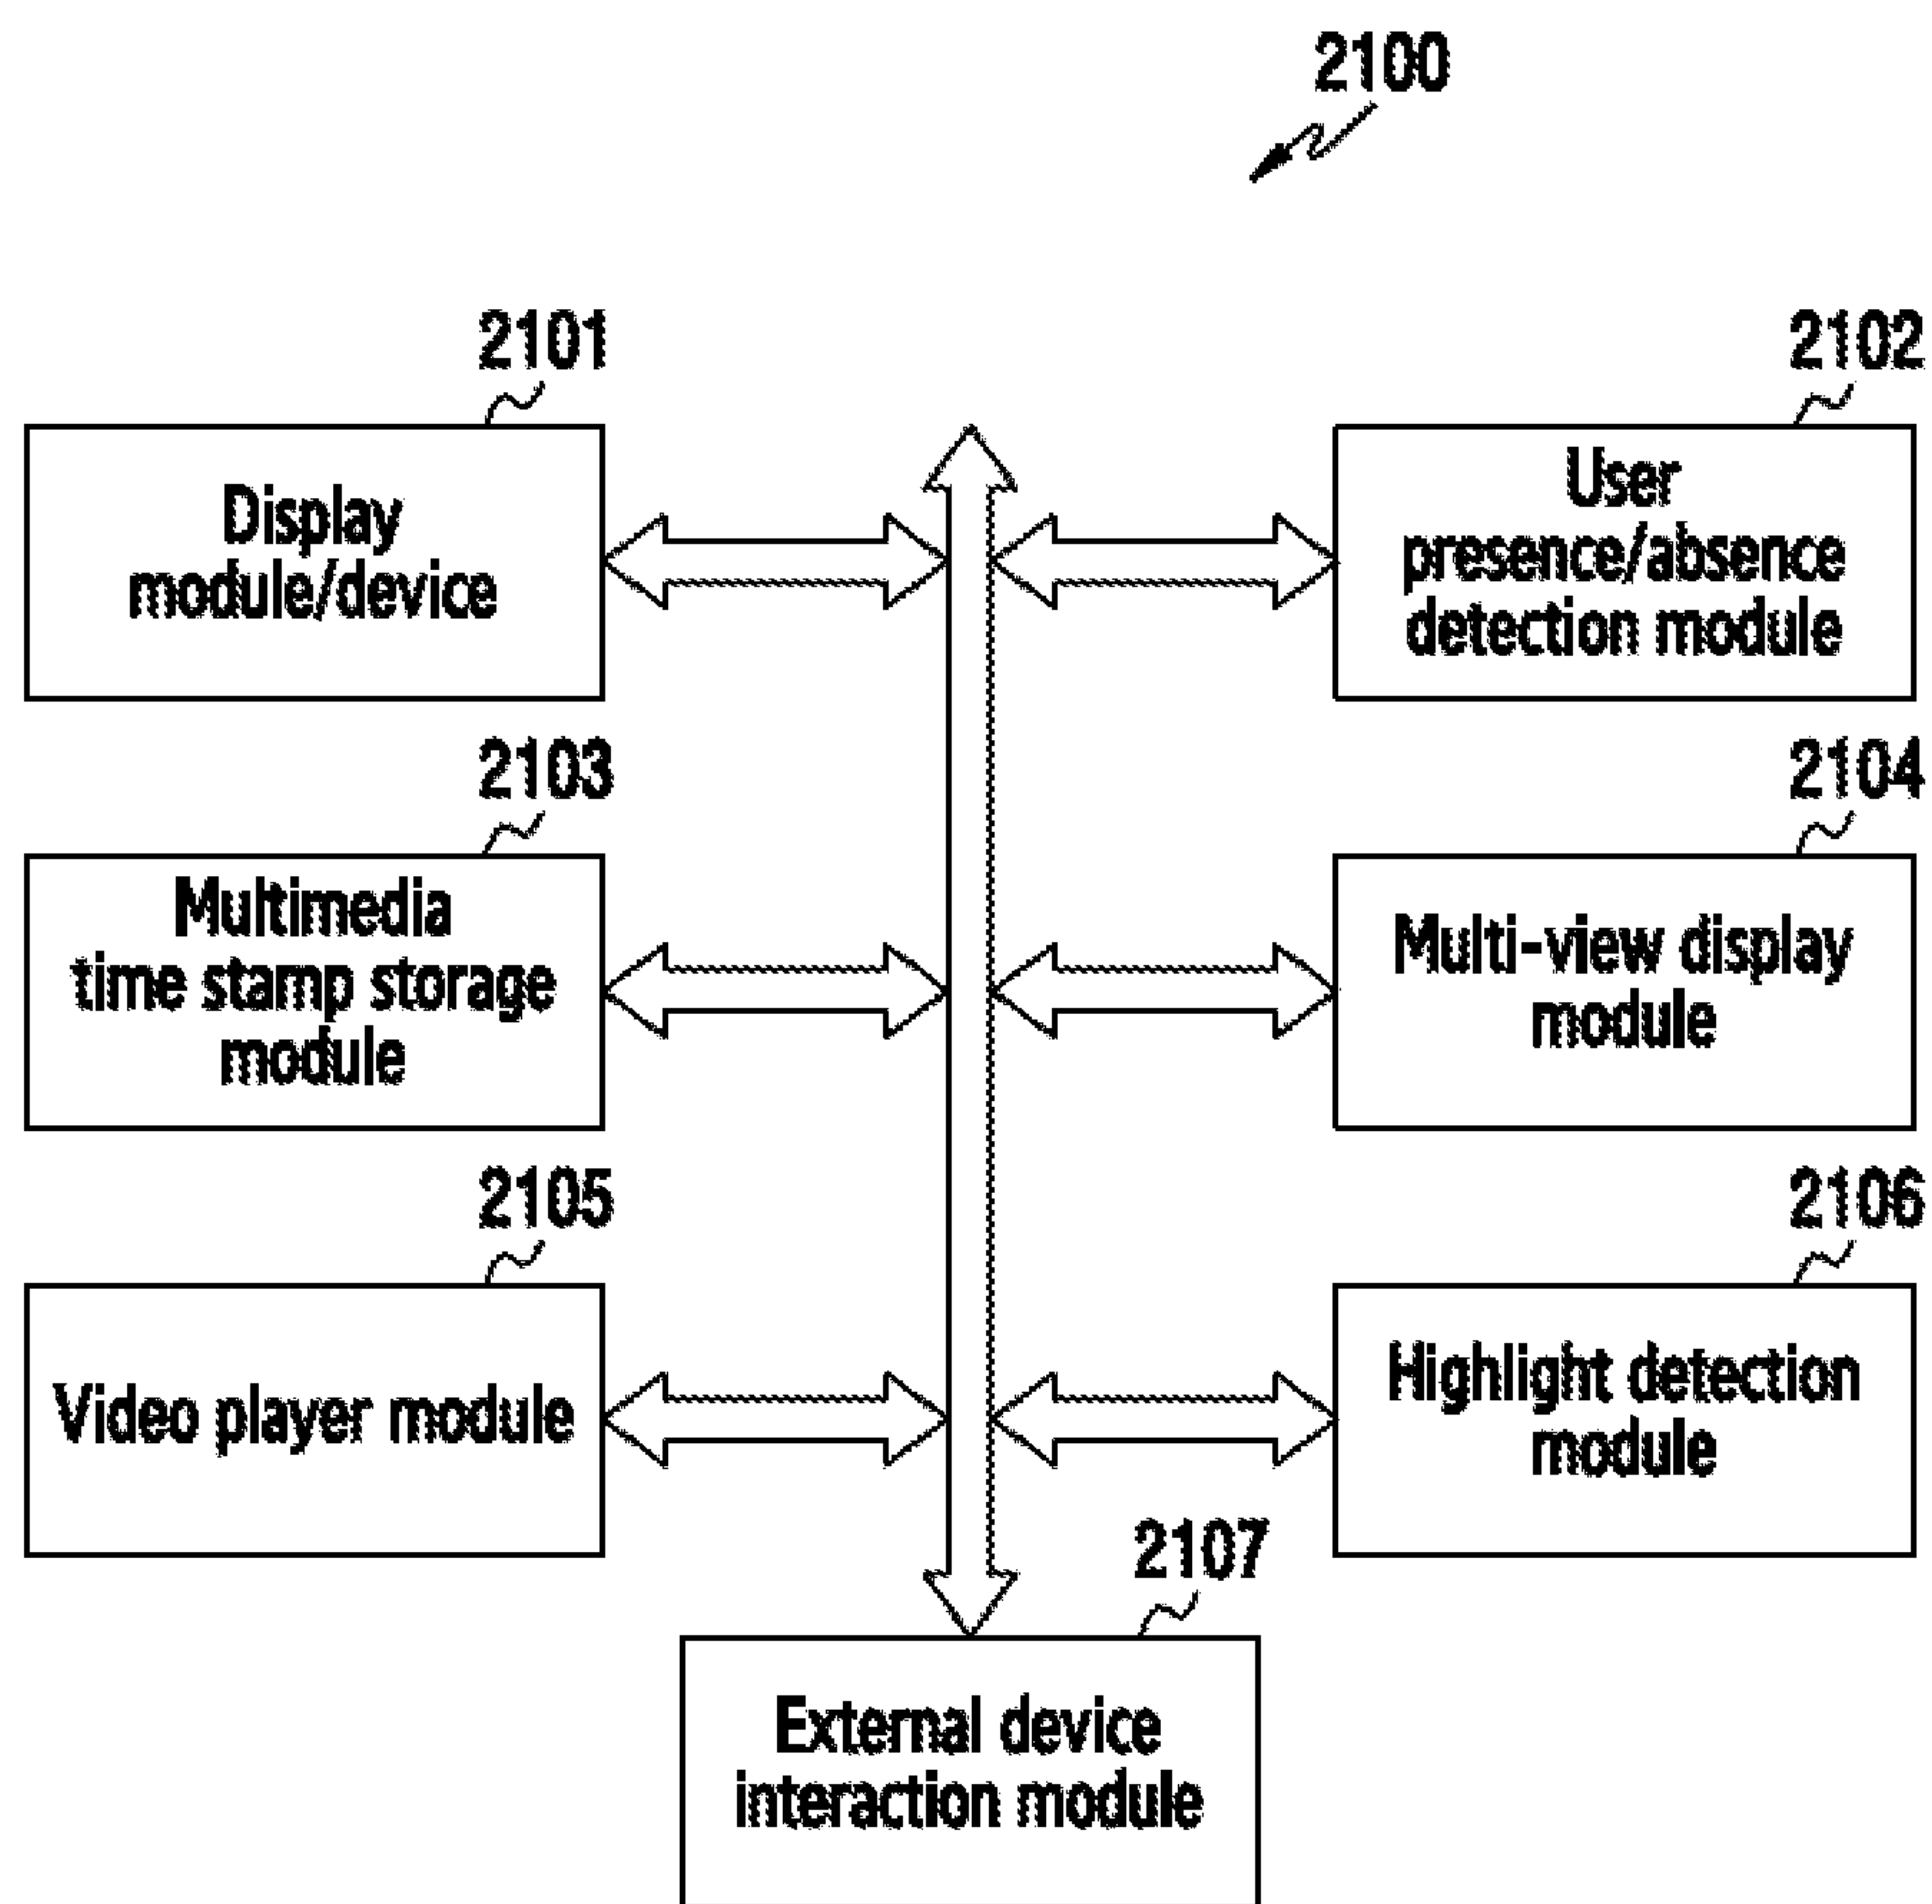 2100
2101
Display
module/device
2102
User
presence/absence
detection module
2103
Multimedia
time stamp storage
module
2104
Multi-view display
module
2105
Video player module
2106
Highlight detection
module
2107
External device
interaction module